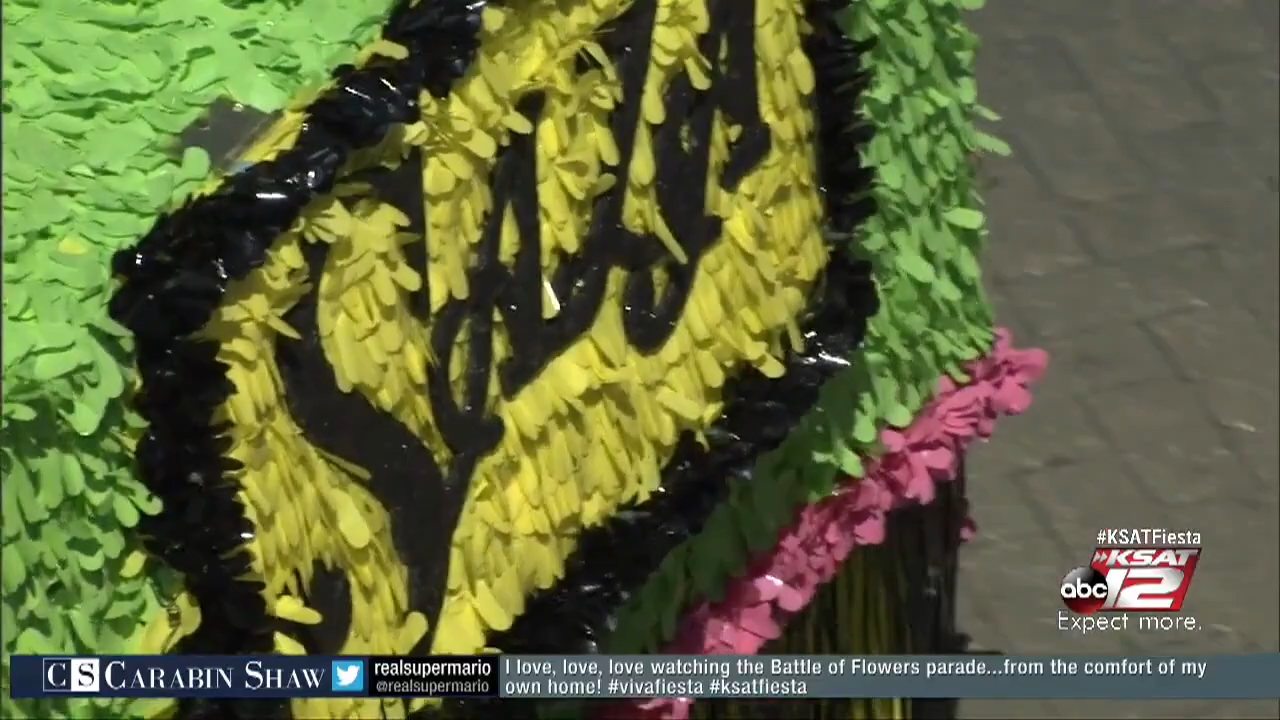 #KSATFiesta
KSAT
abc 12
Expect more.
CS CARABIN SHAW
realsupermario
@realsupermario
I love, love, love watching the Battle of Flowers parade...from the comfort of my
own home! #vivafiesta #ksatfiesta